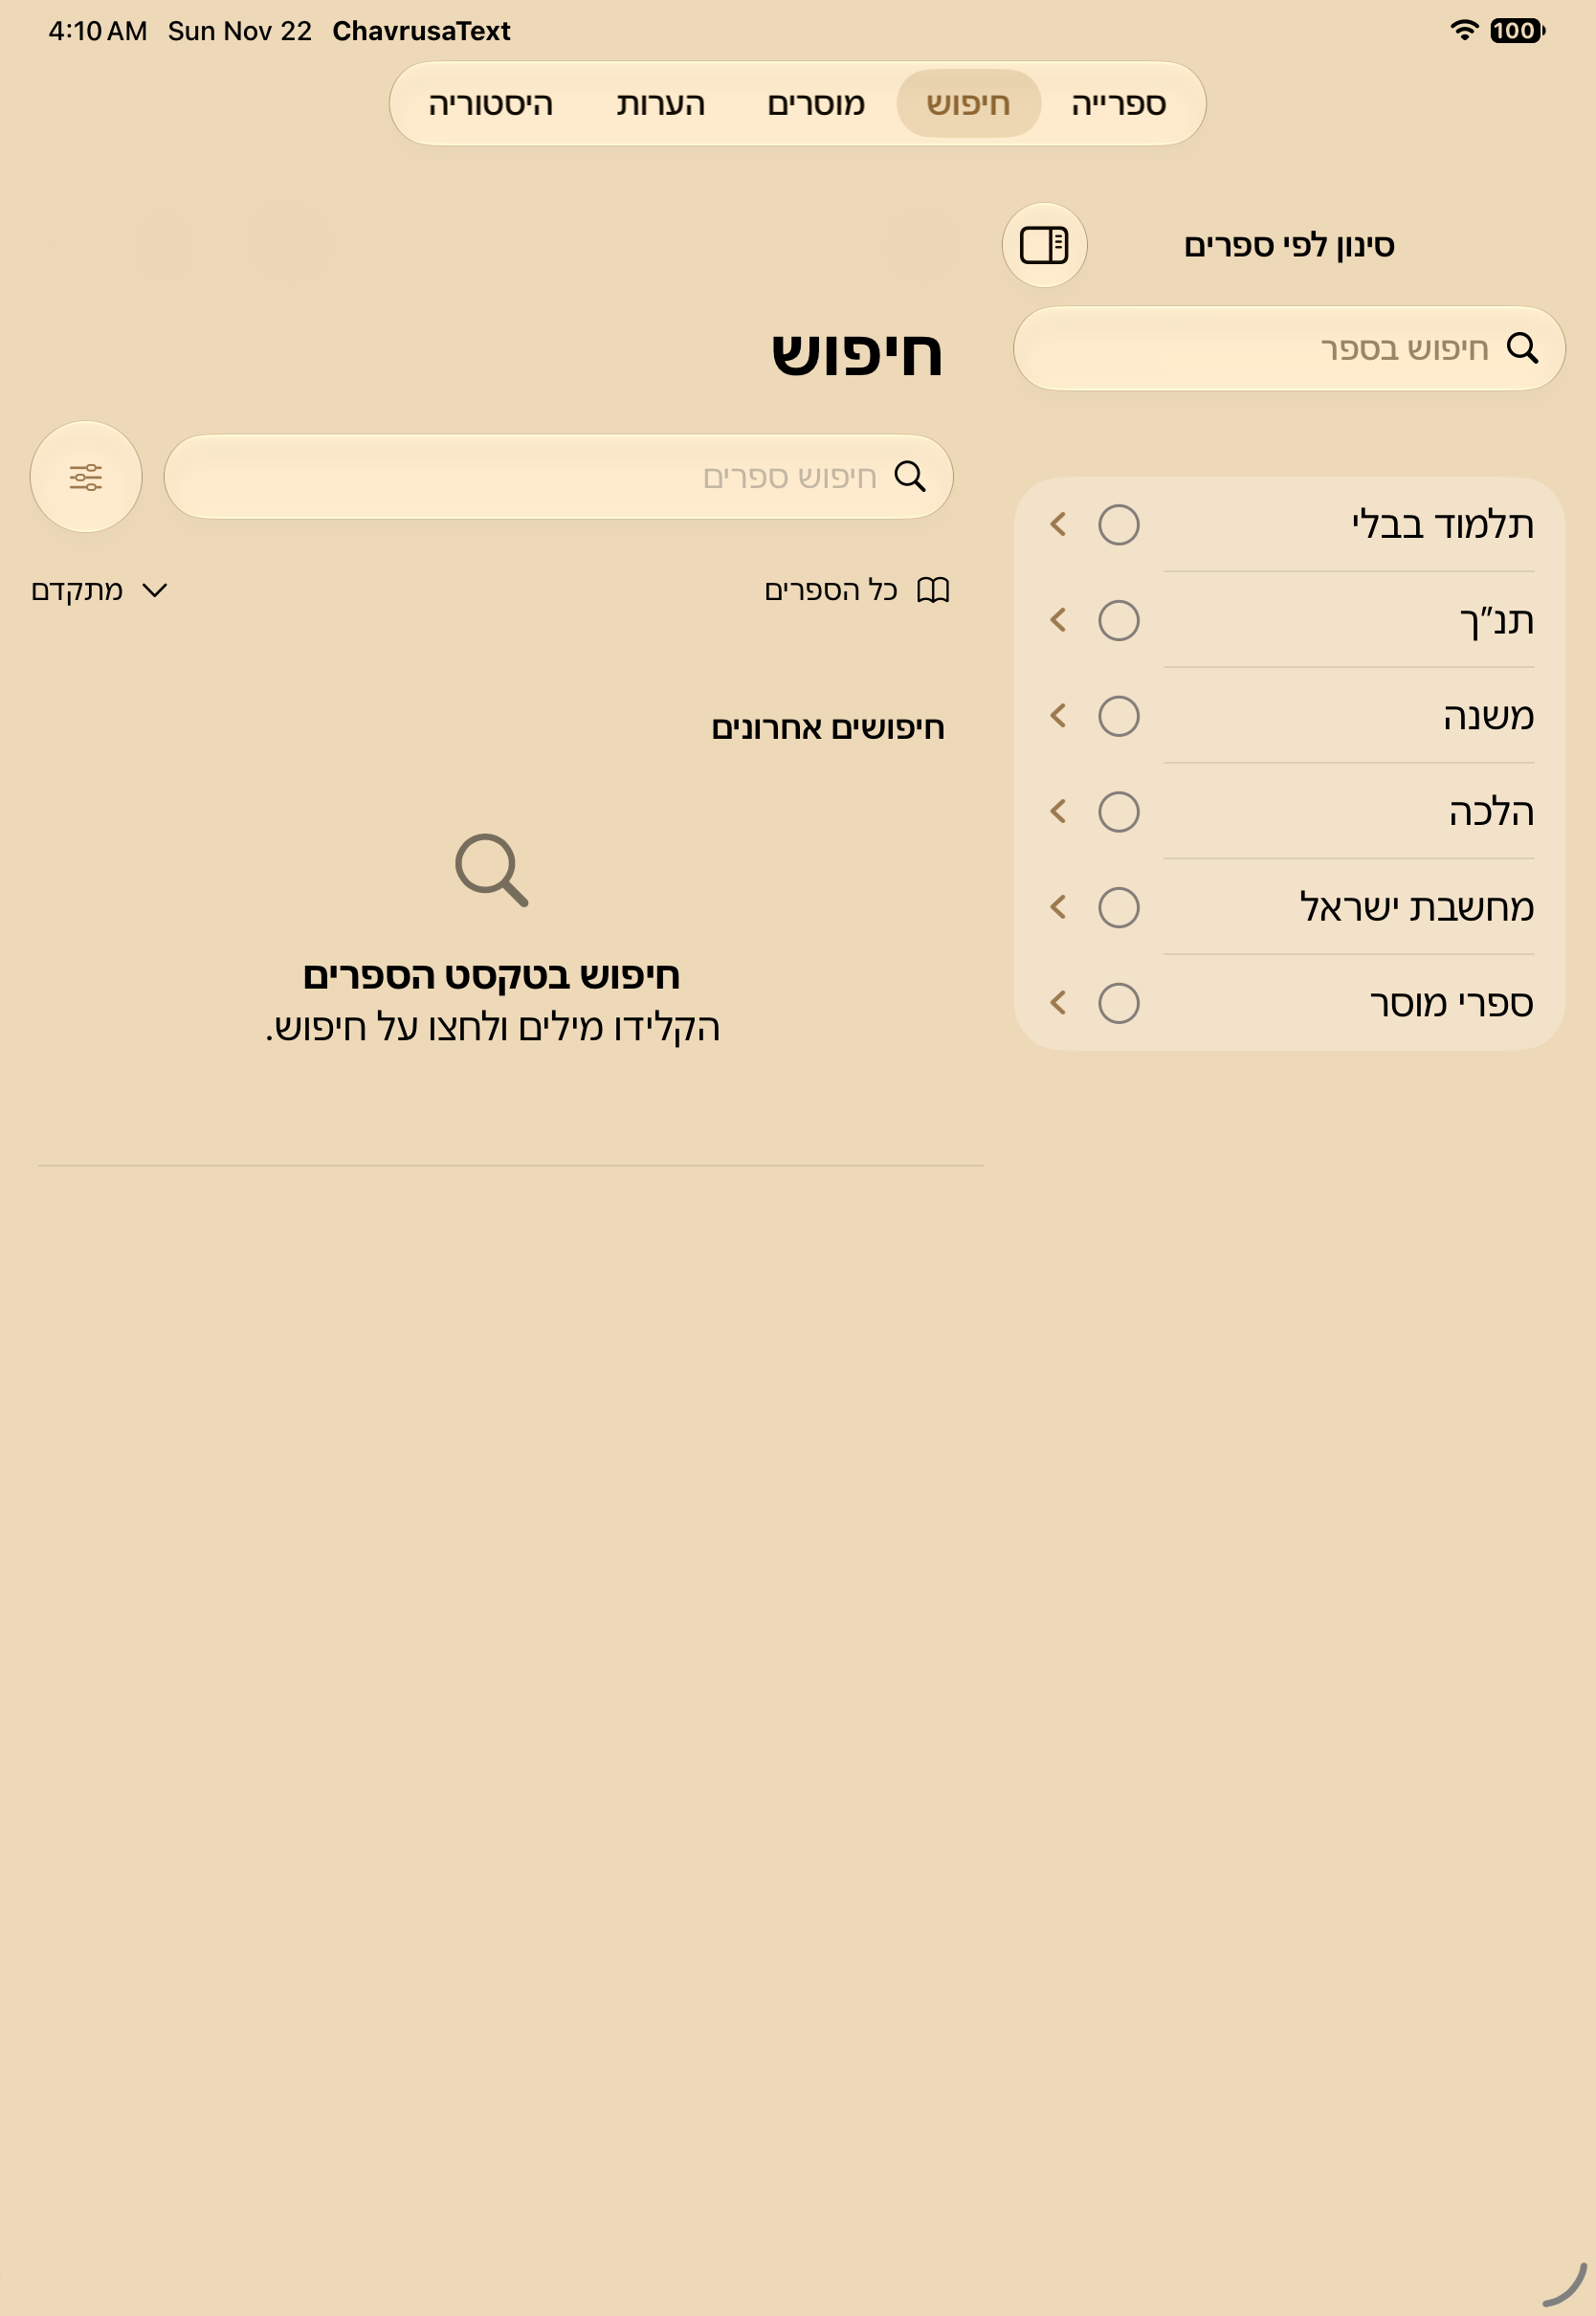 4:10 AM Sun Nov 22 ChavrusaText 100
ספרייה חיפוש מוסרים הערות היסטוריה
סינון לפי ספרים
חיפוש בספר
תלמוד בבלי
תנ"ך
משנה
הלכה
מחשבת ישראל
ספרי מוסר
חיפוש
חיפוש ספרים
כל הספרים מתקדם
חיפושים אחרונים
חיפוש בטקסט הספרים
הקלידו מילים ולחצו על חיפוש.